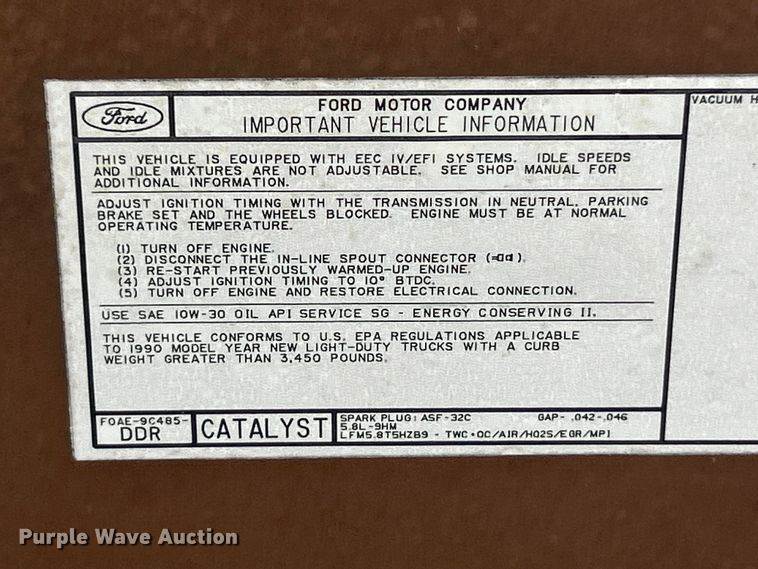 Ford
FORD MOTOR COMPANY
IMPORTANT VEHICLE INFORMATION
VACUUM H
THIS VEHICLE IS EQUIPPED WITH EEC IV/EFI SYSTEMS. IDLE SPEEDS
AND IDLE MIXTURES ARE NOT ADJUSTABLE. SEE SHOP MANUAL FOR
ADDITIONAL INFORMATION.
ADJUST IGNITION TIMING WITH THE TRANSMISSION IN NEUTRAL, PARKING
BRAKE SET AND THE WHEELS BLOCKED. ENGINE MUST BE AT NORMAL
OPERATING TEMPERATURE.
(1) TURN OFF ENGINE.
(2) DISCONNECT THE IN-LINE SPOUT CONNECTOR ( ).
(3) RE-START PREVIOUSLY WARMED-UP ENGINE.
(4) ADJUST IGNITION TIMING TO 10° BTDC.
(5) TURN OFF ENGINE AND RESTORE ELECTRICAL CONNECTION.
USE SAE 10W-30 OIL API SERVICE SG - ENERGY CONSERVING II.
THIS VEHICLE CONFORMS TO U.S. EPA REGULATIONS APPLICABLE
TO 1990 MODEL YEAR NEW LIGHT-DUTY TRUCKS WITH A CURB
WEIGHT GREATER THAN 3,450 POUNDS.
FOAE-9C485-
DDR
CATALYST
SPARK PLUG: ASF-32C GAP- .042-.046
5.8L-9HM
LFM5.8T5HZB9 - TWC+OC/AIR/HO2S/EGR/MPI
Purple Wave Auction